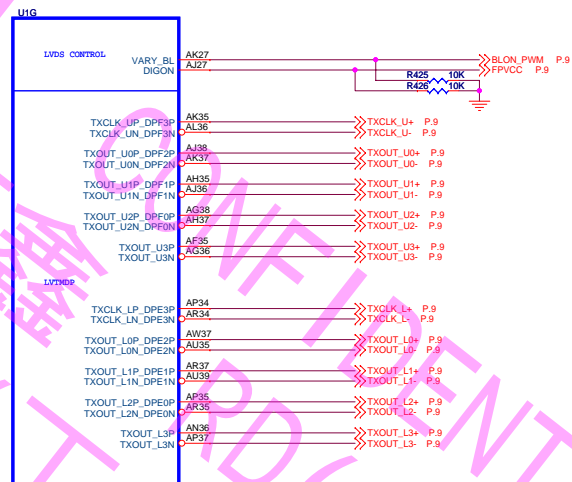 U1G
LVDS CONTROL
VARY_BL AK27 BLON_PWM P.9
DIGON AJ27 FPVCC P.9
R425 10K
R426 10K
TXCLK_UP_DPF3P AK35 TXCLK_U+ P.9
TXCLK_UN_DPF3N AL36 TXCLK_U- P.9
TXOUT_U0P_DPF2P AJ38 TXOUT_U0+ P.9
TXOUT_U0N_DPF2N AK37 TXOUT_U0- P.9
TXOUT_U1P_DPF1P AH35 TXOUT_U1+ P.9
TXOUT_U1N_DPF1N AJ36 TXOUT_U1- P.9
TXOUT_U2P_DPF0P AG38 TXOUT_U2+ P.9
TXOUT_U2N_DPF0N AH37 TXOUT_U2- P.9
TXOUT_U3P AF35 TXOUT_U3+ P.9
TXOUT_U3N AG36 TXOUT_U3- P.9
LVTMDP
TXCLK_LP_DPE3P AP34 TXCLK_L+ P.9
TXCLK_LN_DPE3N AR34 TXCLK_L- P.9
TXOUT_L0P_DPE2P AW37 TXOUT_L0+ P.9
TXOUT_L0N_DPE2N AU35 TXOUT_L0- P.9
TXOUT_L1P_DPE1P AR37 TXOUT_L1+ P.9
TXOUT_L1N_DPE1N AU39 TXOUT_L1- P.9
TXOUT_L2P_DPE0P AP35 TXOUT_L2+ P.9
TXOUT_L2N_DPE0N AR35 TXOUT_L2- P.9
TXOUT_L3P AN36 TXOUT_L3+ P.9
TXOUT_L3N AP37 TXOUT_L3- P.9
鑫
CONFIDENT